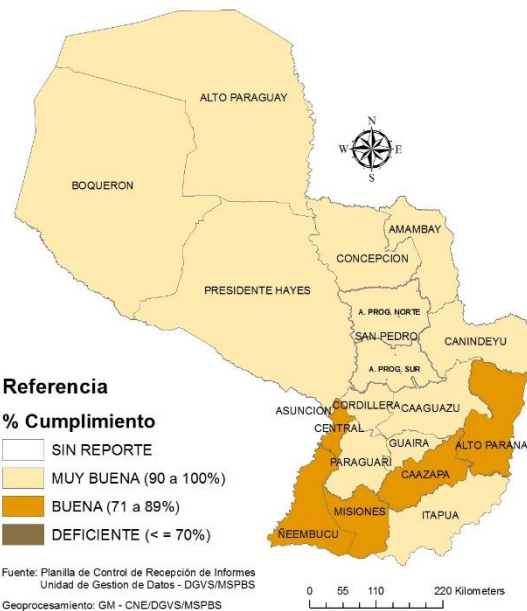 ALTO PARAGUAY
N
W E
S
BOQUERON
AMAMBAY
CONCEPCION
PRESIDENTE HAYES
A. PROG. NORTE
SAN PEDRO
CANINDEYU
A. PROG. SUR
Referencia
% Cumplimiento
SIN REPORTE
MUY BUENA (90 a 100%)
BUENA (71 a 89%)
DEFICIENTE (< = 70%)
ASUNCION
CORDILLERA
CENTRAL
CAAGUAZU
GUAIRA
ALTO PARANA
PARAGUARI
CAAZAPA
MISIONES
ITAPUA
ÑEEMBUCU
Fuente: Planilla de Control de Recepción de Informes
Unidad de Gestion de Datos - DGVS/MSPBS
Geoprocesamiento: GM - CNE/DGVS/MSPBS
0 55 110 220 Kilometers